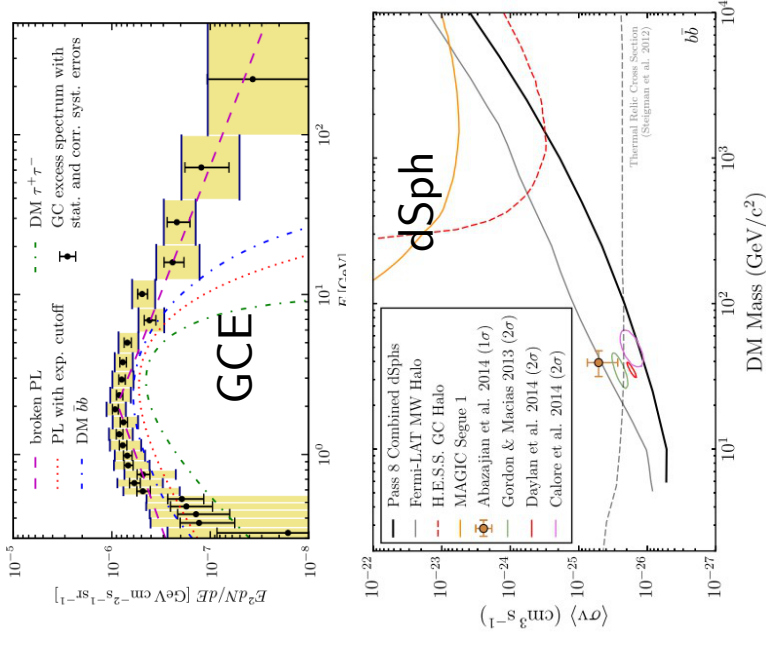 10⁻⁵
10⁻⁶
10⁻⁷
10⁻⁸
E²dN/dE [GeV cm⁻²s⁻¹sr⁻¹]
broken PL
PL with exp. cutoff
DM b̄b
DM τ⁺τ⁻
GC excess spectrum with
stat. and corr. syst. errors
GCE
10⁰
10¹
10²
E [GeV]
10⁻²²
10⁻²³
10⁻²⁴
10⁻²⁵
10⁻²⁶
10⁻²⁷
⟨σv⟩ (cm³s⁻¹)
Pass 8 Combined dSphs
Fermi-LAT MW Halo
H.E.S.S. GC Halo
MAGIC Segue 1
Abazajian et al. 2014 (1σ)
Gordon & Macias 2013 (2σ)
Daylan et al. 2014 (2σ)
Calore et al. 2014 (2σ)
dSph
bb̄
Thermal Relic Cross Section
(Steigman et al. 2012)
10¹
10²
10³
10⁴
DM Mass (GeV/c²)